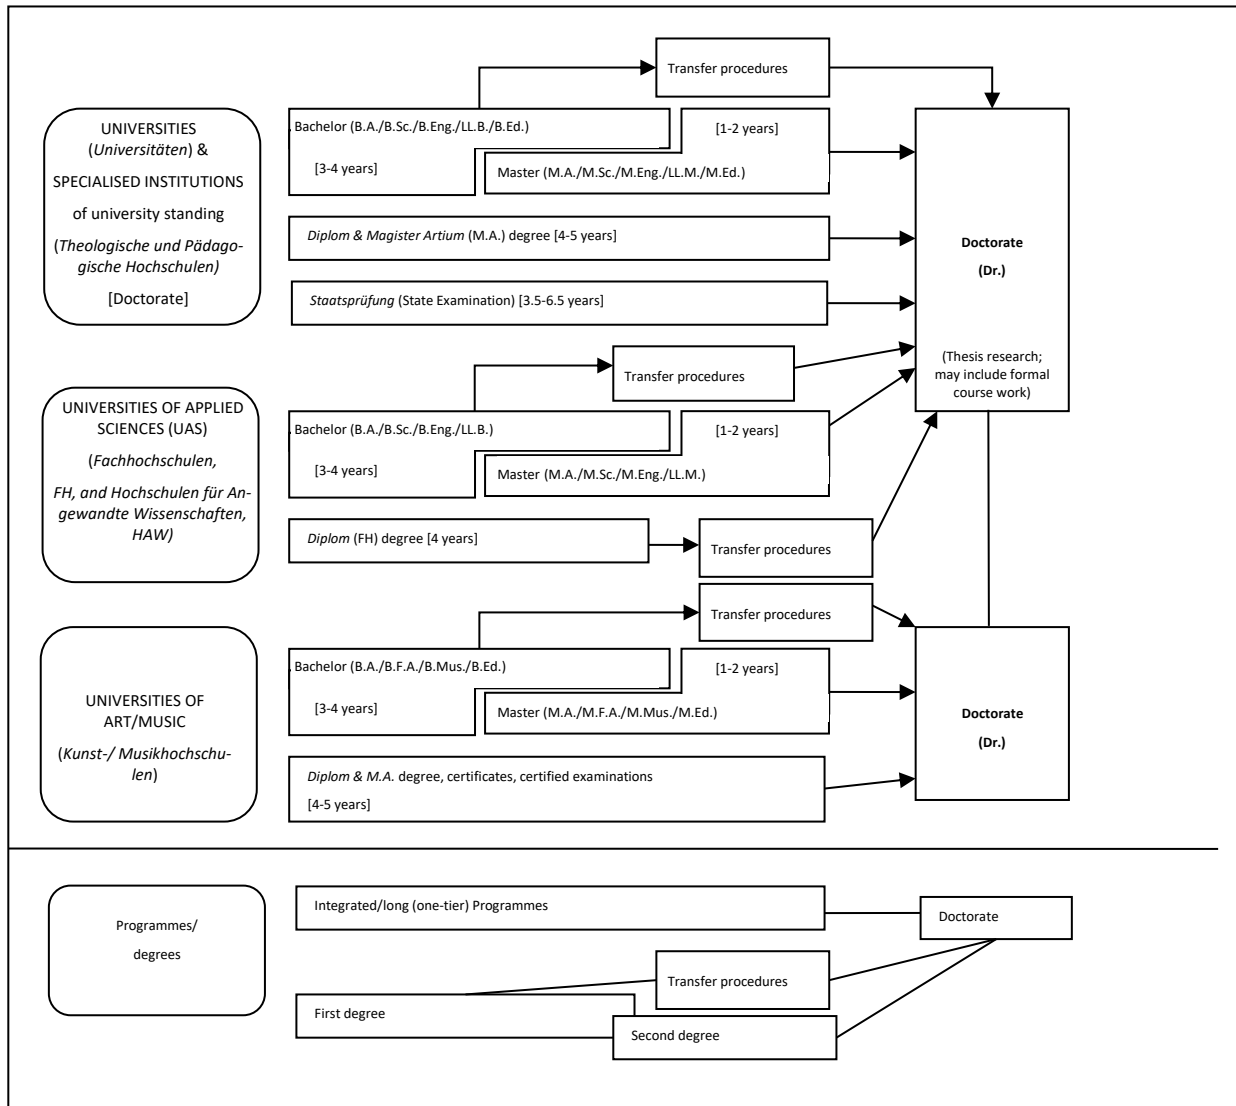 Transfer procedures
UNIVERSITIES
(Universitäten) &
SPECIALISED INSTITUTIONS
of university standing
(Theologische und Pädago-
gische Hochschulen)
[Doctorate]
Bachelor (B.A./B.Sc./B.Eng./LL.B./B.Ed.)
[3-4 years]
[1-2 years]
Master (M.A./M.Sc./M.Eng./LL.M./M.Ed.)
Diplom & Magister Artium (M.A.) degree [4-5 years]
Staatsprüfung (State Examination) [3.5-6.5 years]
Doctorate
(Dr.)
(Thesis research;
may include formal
course work)
Transfer procedures
UNIVERSITIES OF APPLIED
SCIENCES (UAS)
(Fachhochschulen,
FH, and Hochschulen für An-
gewandte Wissenschaften,
HAW)
Bachelor (B.A./B.Sc./B.Eng./LL.B.)
[3-4 years]
[1-2 years]
Master (M.A./M.Sc./M.Eng./LL.M.)
Diplom (FH) degree [4 years]
Transfer procedures
Transfer procedures
UNIVERSITIES OF
ART/MUSIC
(Kunst-/ Musikhochschu-
len)
Bachelor (B.A./B.F.A./B.Mus./B.Ed.)
[3-4 years]
[1-2 years]
Master (M.A./M.F.A./M.Mus./M.Ed.)
Diplom & M.A. degree, certificates, certified examinations
[4-5 years]
Doctorate
(Dr.)
Programmes/
degrees
Integrated/long (one-tier) Programmes
Doctorate
Transfer procedures
First degree
Second degree